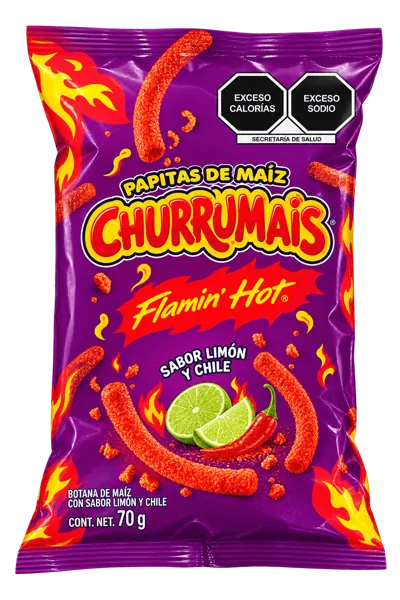 EXCESO
CALORÍAS
EXCESO
SODIO
SECRETARÍA DE SALUD
PAPITAS DE MAÍZ
CHURRUMAIS®
Flamin' Hot®
SABOR LIMÓN
Y CHILE
BOTANA DE MAÍZ
CON SABOR LIMÓN Y CHILE
CONT. NET. 70 g